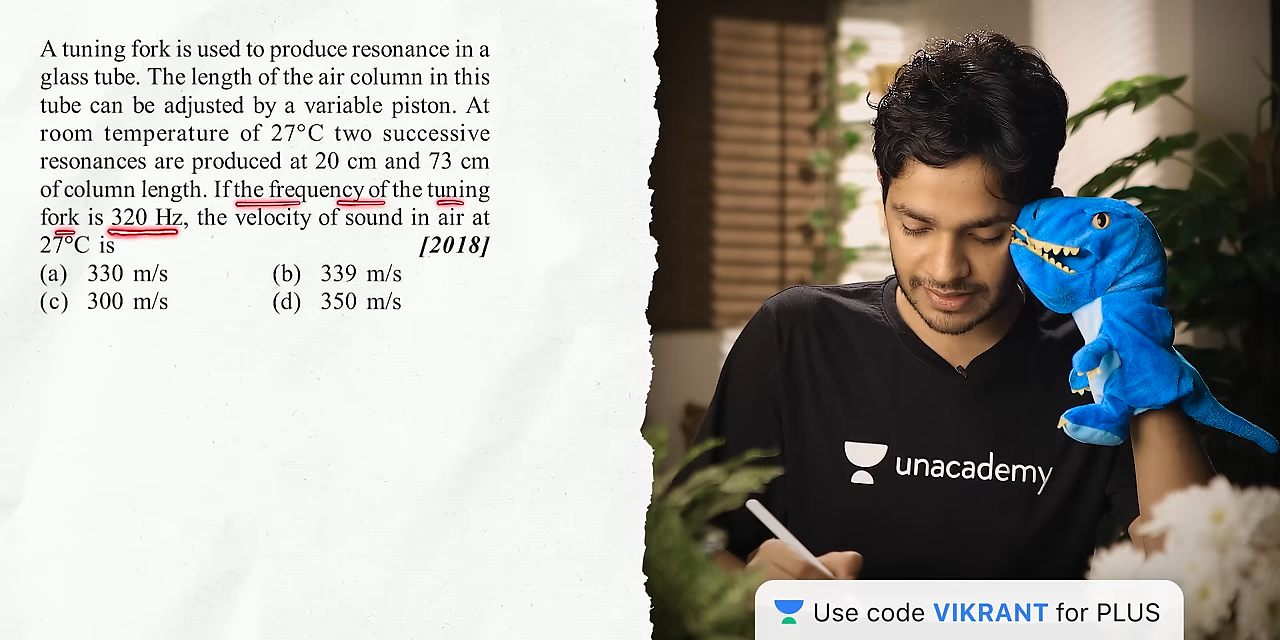 A tuning fork is used to produce resonance in a
glass tube. The length of the air column in this
tube can be adjusted by a variable piston. At
room temperature of 27°C two successive
resonances are produced at 20 cm and 73 cm
of column length. If the frequency of the tuning
fork is 320 Hz, the velocity of sound in air at
27°C is [2018]
(a) 330 m/s (b) 339 m/s
(c) 300 m/s (d) 350 m/s
unacademy
Use code VIKRANT for PLUS